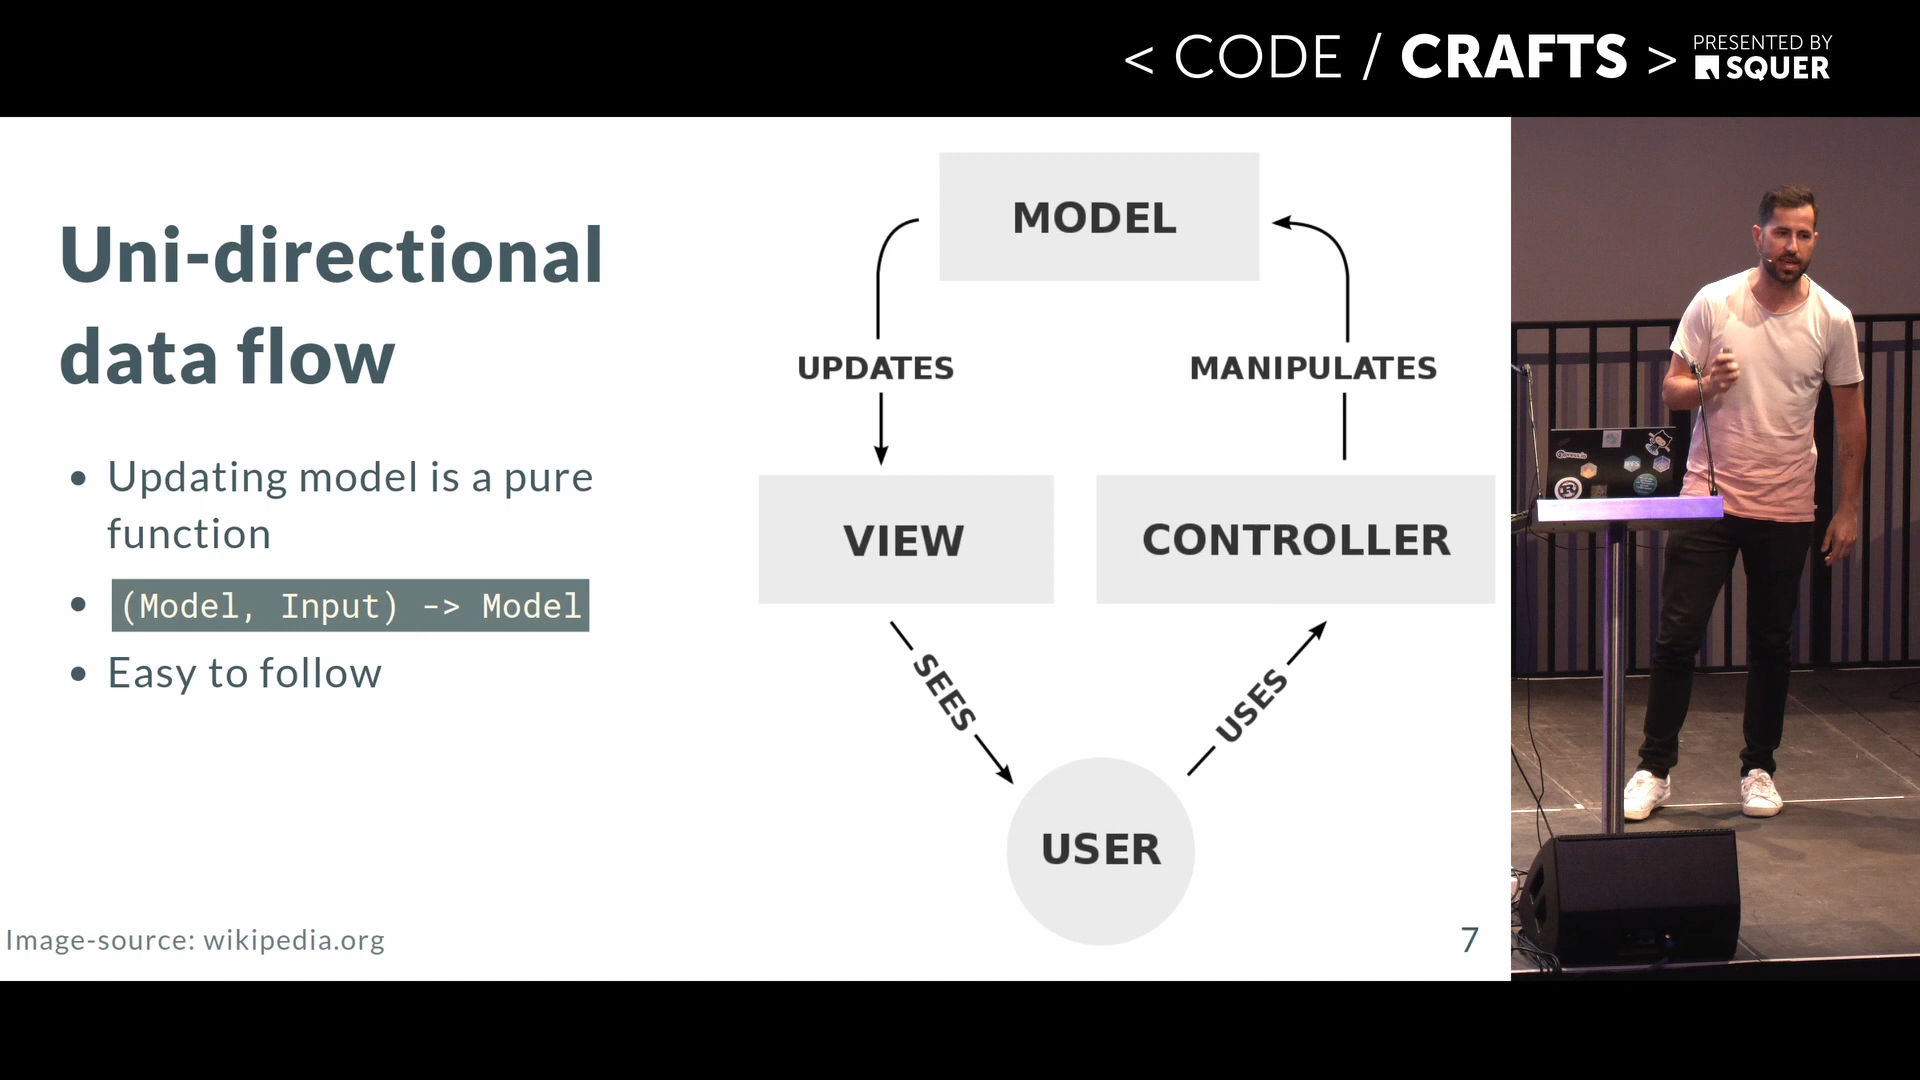 < CODE / CRAFTS >
PRESENTED BY
SQUER
Uni-directional
data flow
• Updating model is a pure
function
• (Model, Input) -> Model
• Easy to follow
MODEL
UPDATES
MANIPULATES
VIEW
CONTROLLER
SEES
USES
USER
Image-source: wikipedia.org
7